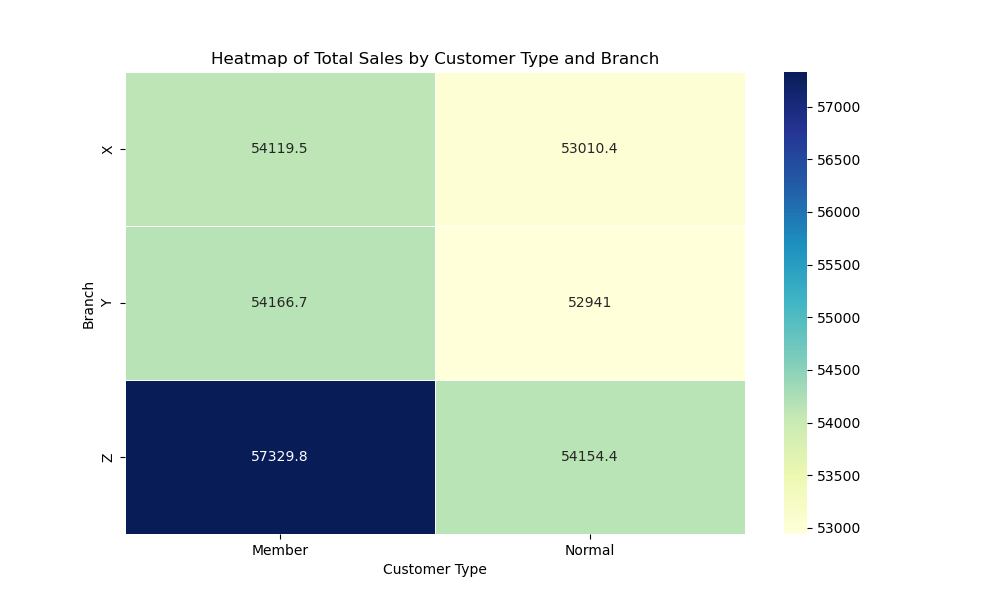 Heatmap of Total Sales by Customer Type and Branch
X
54119.5
53010.4
Y
54166.7
52941
Z
57329.8
54154.4
Branch
Member
Normal
Customer Type
57000
56500
56000
55500
55000
54500
54000
53500
53000